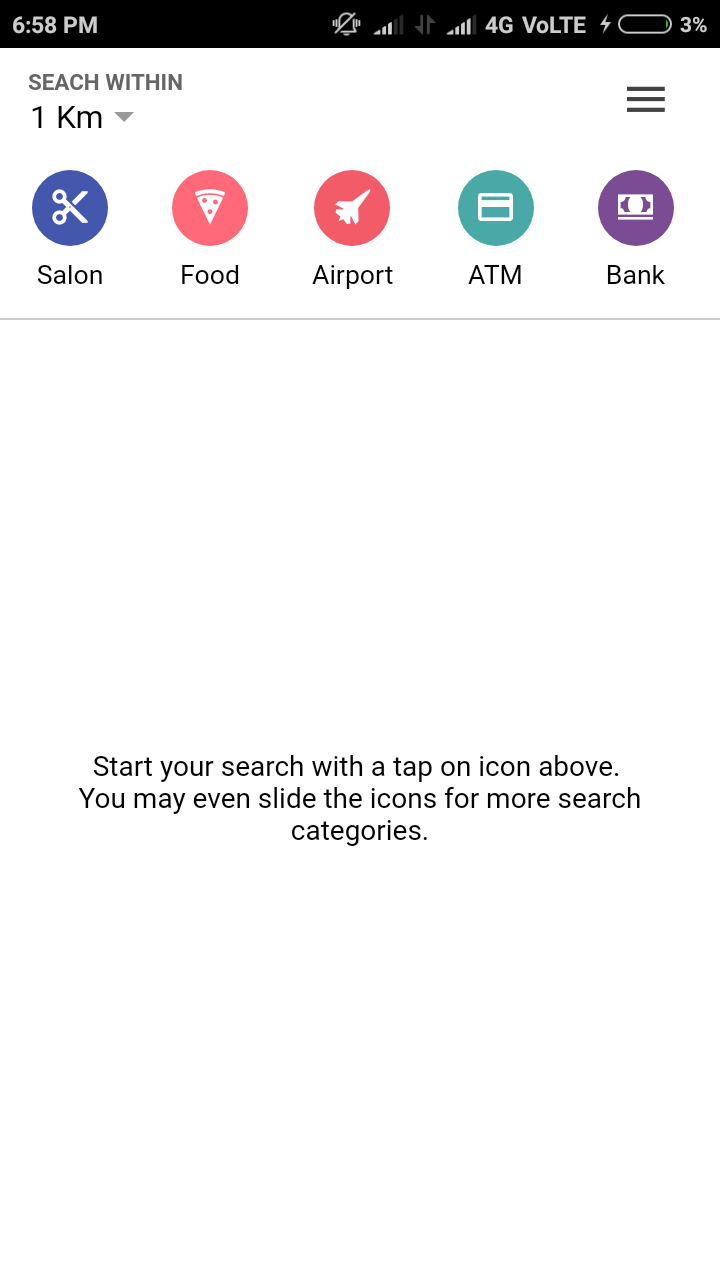 6:58 PM 4G VoLTE 3%
SEACH WITHIN
1 Km
Salon Food Airport ATM Bank
Start your search with a tap on icon above.
You may even slide the icons for more search
categories.